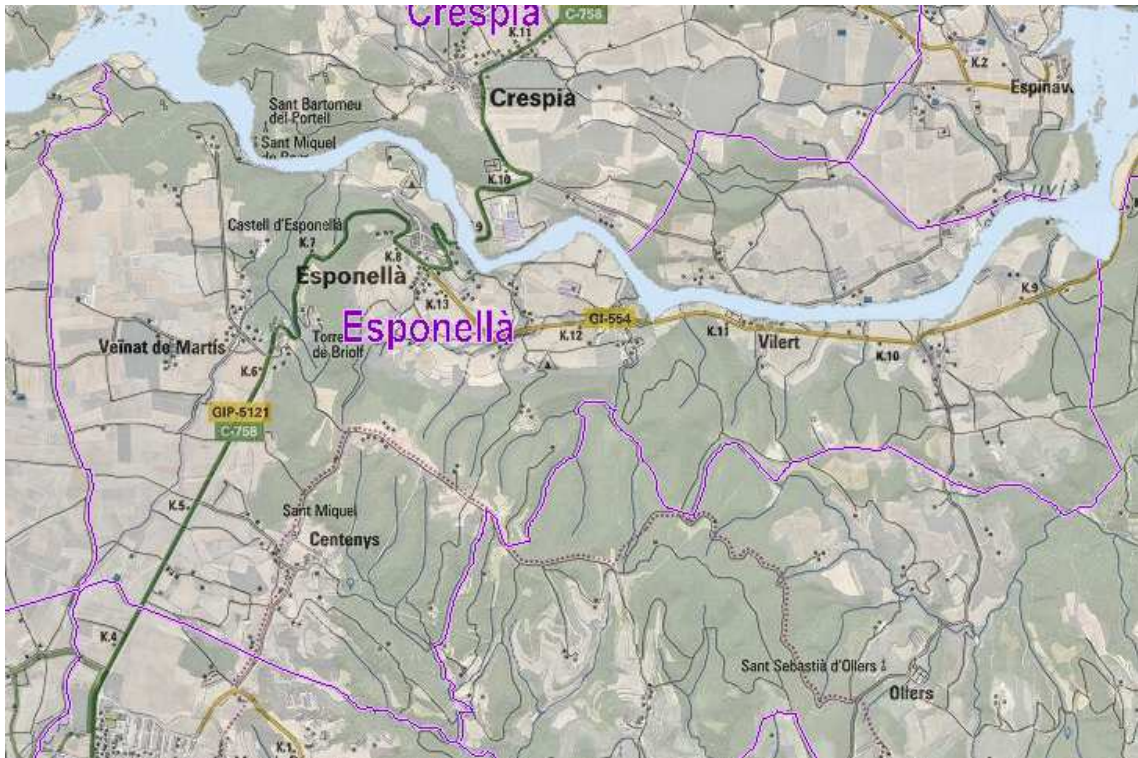 Crespià
C-758
K.11
K.2
Espinav
Crespià
Sant Bartomeu
del Portell
Sant Miquel
K.10
Castell d'Esponellà
9
K.7
K.8
Esponellà
K.13
K.9
Esponellà
GI-554
K.12
K.11
Vilert
K.10
Torre
de Briolf
Veïnat de Martís
K.6
GIP-5121
C-758
K.5
Sant Miquel
Centenys
K.4
Sant Sebastià d'Ollers
Ollers
K.1